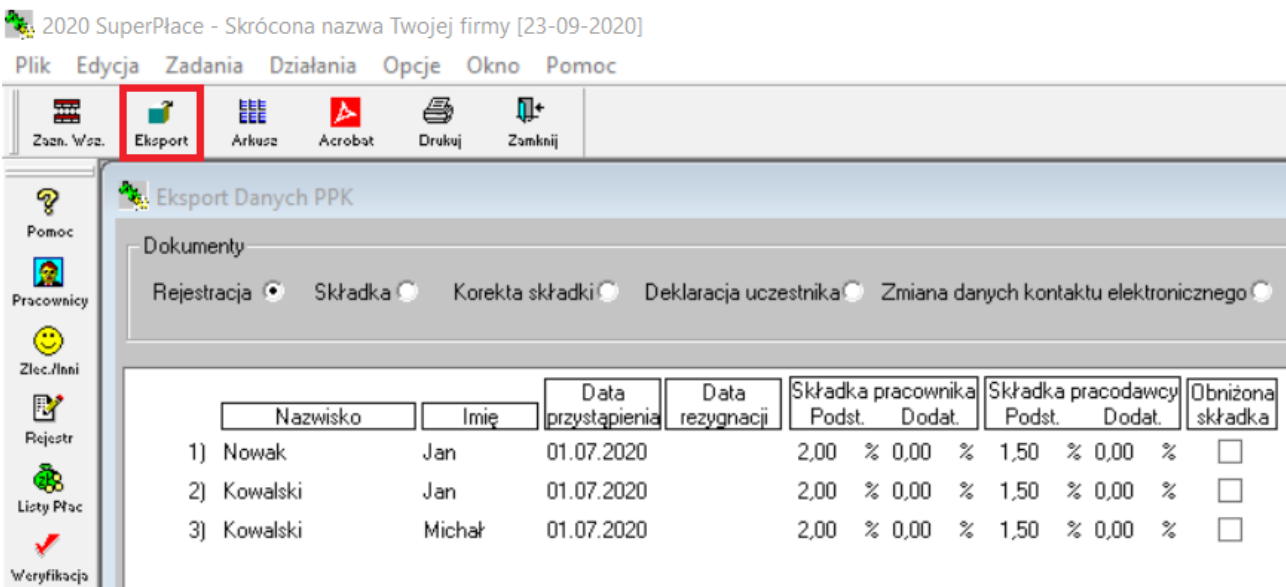 2020 SuperPłace - Skrócona nazwa Twojej firmy [23-09-2020]
Plik Edycja Zadania Działania Opcje Okno Pomoc
Zazn. Wsz. Eksport Arkusz Acrobat Drukuj Zamknij
Pomoc
Pracownicy
Zlec./Inni
Rejestr
Listy Płac
Weryfikacja
Eksport Danych PPK
Dokumenty
Rejestracja Składka Korekta składki Deklaracja uczestnika Zmiana danych kontaktu elektronicznego
Data Data Składka pracownika Składka pracodawcy Obniżona
Nazwisko Imię przystąpienia rezygnacji Podst. Dodat. Podst. Dodat. składka
1) Nowak Jan 01.07.2020 2,00 % 0,00 % 1,50 % 0,00 %
2) Kowalski Jan 01.07.2020 2,00 % 0,00 % 1,50 % 0,00 %
3) Kowalski Michał 01.07.2020 2,00 % 0,00 % 1,50 % 0,00 %